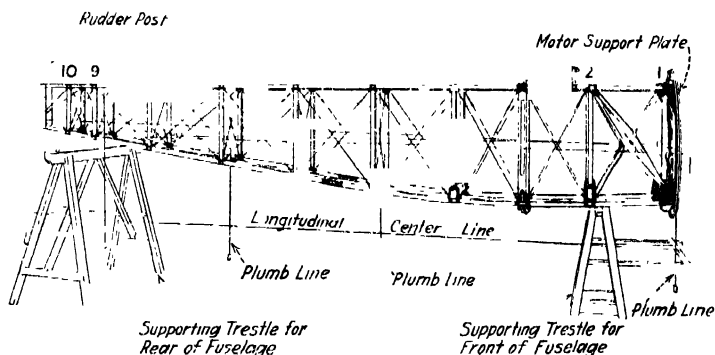 Rudder Post
Motor Support Plate
10 9
2
1
Longitudinal Center Line
Plumb Line
Plumb line
Plumb Line
Supporting Trestle for
Rear of Fuselage
Supporting Trestle for
Front of Fuselage